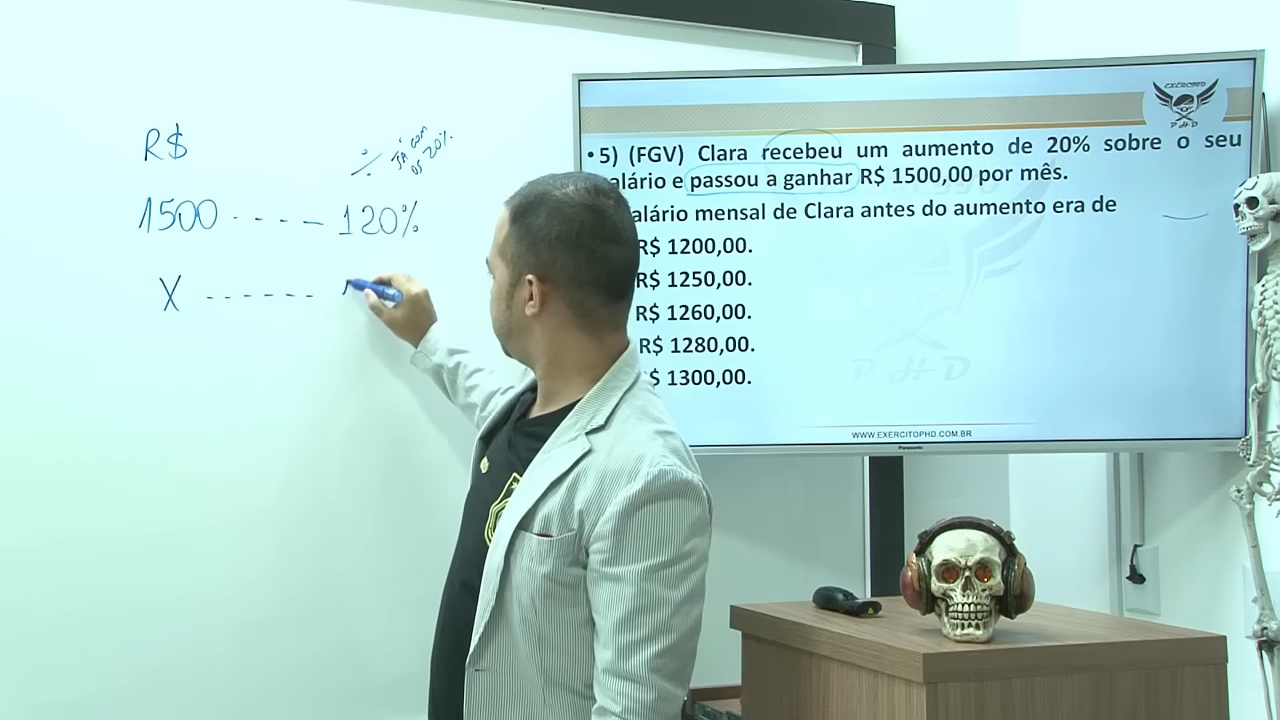 R$
% JÁ COM OS 20%
1500 - - - - - 120%
X - - - - - -
EXÉRCITOPHD
P H D
• 5) (FGV) Clara recebeu um aumento de 20% sobre o seu
alário e passou a ganhar R$ 1500,00 por mês.
alário mensal de Clara antes do aumento era de
R$ 1200,00.
R$ 1250,00.
R$ 1260,00.
R$ 1280,00.
$ 1300,00.
P H D
WWW.EXERCITOPHD.COM.BR
Panasonic